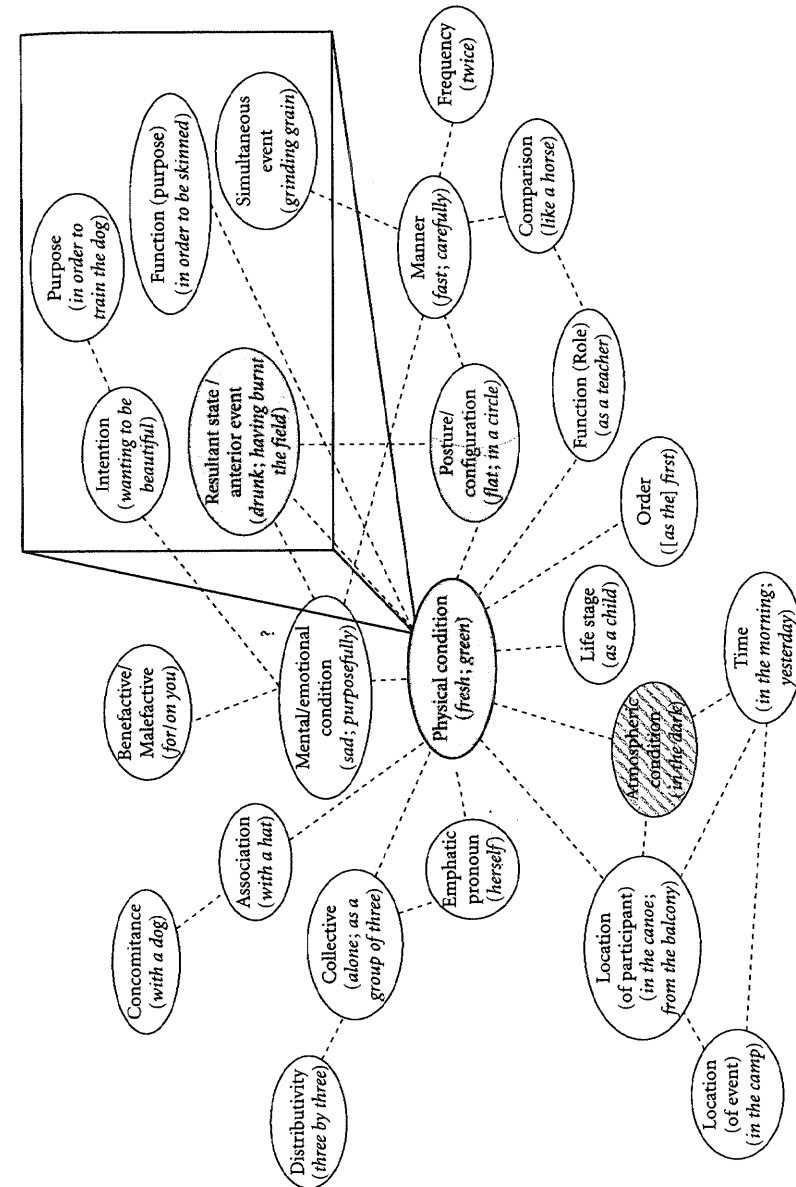 Concomitance
(with a dog)
Association
(with a hat)
Benefactive/
Malefactive
(for/on you)
Intention
(wanting to be
beautiful)
Purpose
(in order to
train the dog)
Function (purpose)
(in order to be skinned)
Simultaneous
event
(grinding grain)
Resultant state /
anterior event
(drunk; having burnt
the field)
?
Distributivity
(three by three)
Collective
(alone; as a
group of three)
Mental/emotional
condition
(sad; purposefully)
Emphatic
pronoun
(herself)
Physical condition
(fresh; green)
Posture/
configuration
(flat; in a circle)
Manner
(fast; carefully)
Frequency
(twice)
Comparison
(like a horse)
Function (Role)
(as a teacher)
Order
([as the] first)
Life stage
(as a child)
Atmospheric
condition
(in the dark)
Location
(of participant)
(in the canoe;
from the balcony)
Location
(of event)
(in the camp)
Time
(in the morning;
yesterday)